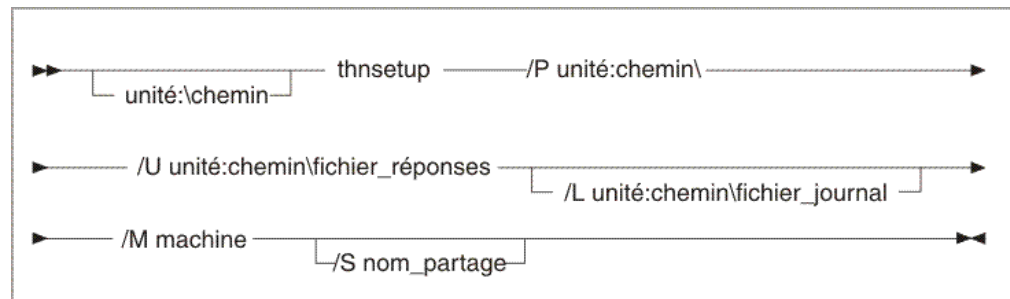 thnsetup /P unité:chemin\
unité:\chemin
/U unité:chemin\fichier_réponses
/L unité:chemin\fichier_journal
/M machine
/S nom_partage